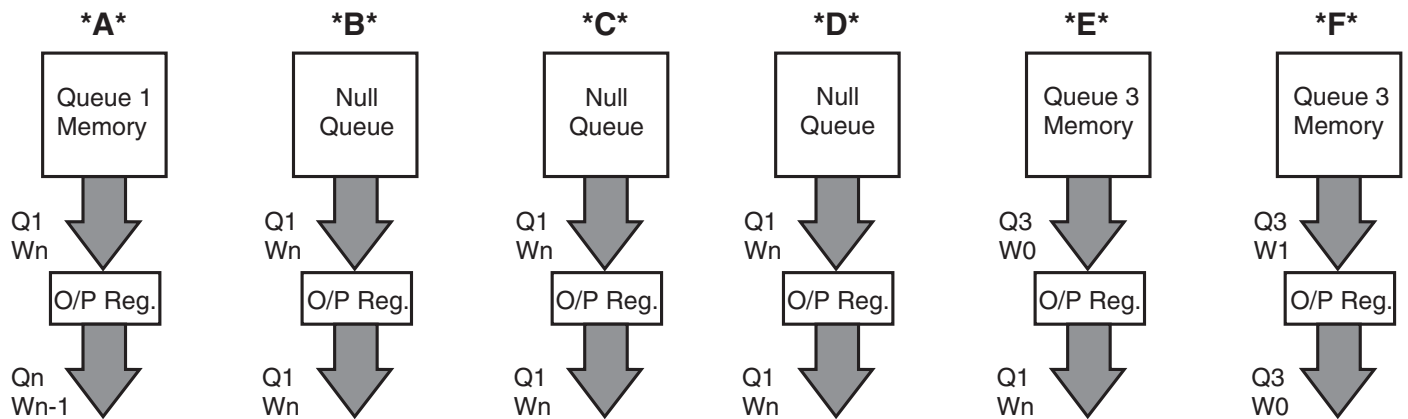 *A*
*B*
*C*
*D*
*E*
*F*
Queue 1
Memory
Null
Queue
Null
Queue
Null
Queue
Queue 3
Memory
Queue 3
Memory
Q1
Wn
Q1
Wn
Q1
Wn
Q1
Wn
Q3
W0
Q3
W1
O/P Reg.
O/P Reg.
O/P Reg.
O/P Reg.
O/P Reg.
O/P Reg.
Qn
Wn-1
Q1
Wn
Q1
Wn
Q1
Wn
Q1
Wn
Q3
W0